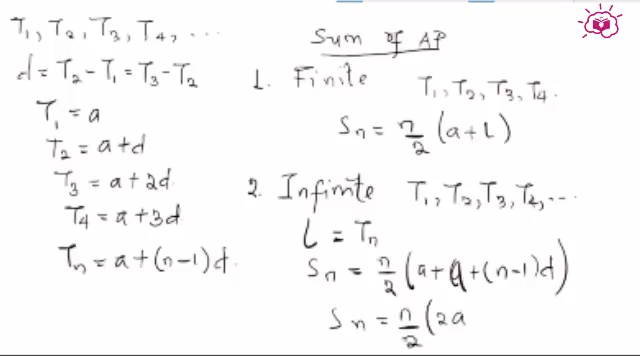 T₁, T₂, T₃, T₄, ...
d = T₂ - T₁ = T₃ - T₂
T₁ = a
T₂ = a + d
T₃ = a + 2d
T₄ = a + 3d
Tₙ = a + (n-1) d.
Sum of AP
1. Finite T₁, T₂, T₃, T₄.
Sₙ = n/2 (a + L)
2. Infinite T₁, T₂, T₃, T₄, ...
L = Tₙ
Sₙ = n/2 (a + a + (n-1)d)
Sₙ = n/2 (2a